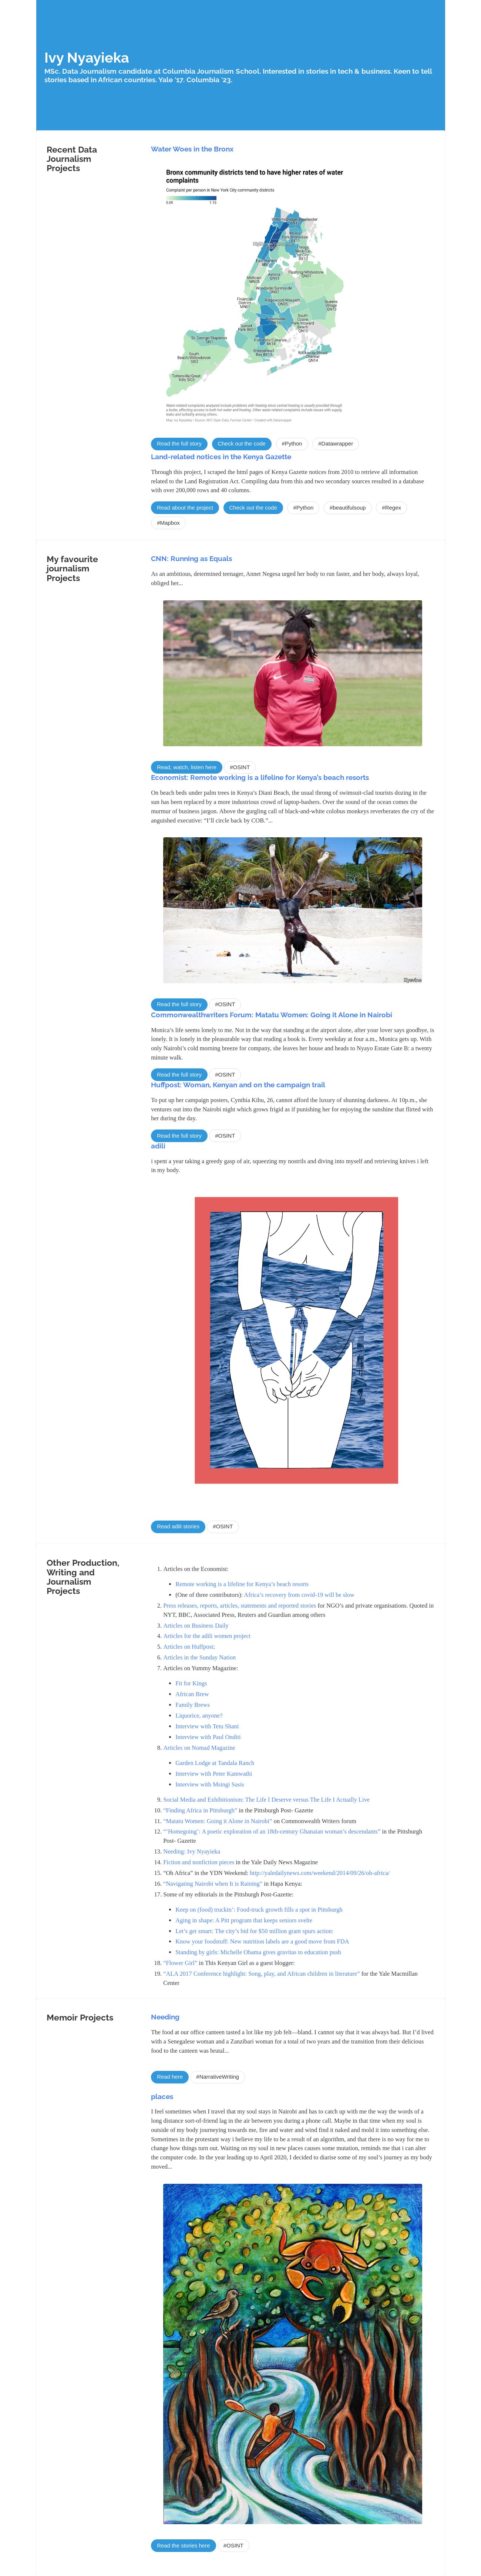 Ivy Nyayieka
MSc. Data Journalism candidate at Columbia Journalism School. Interested in stories in tech & business. Keen to tell
stories based in African countries. Yale '17. Columbia '23.
Recent Data
Journalism
Projects
Water Woes in the Bronx
Bronx community districts tend to have higher rates of water
complaints
Complaint per person in New York City community districts
Read the full story Check out the code #Python #Datawrapper
Land-related notices in the Kenya Gazette
Through this project, I scraped the html pages of Kenya Gazette notices from 2010 to retrieve all information
related to the Land Registration Act. Compiling data from this and two secondary sources resulted in a database
with over 200,000 rows and 40 columns.
Read about the project Check out the code #Python #beautifulsoup #Regex
#Mapbox
My favourite
journalism
Projects
CNN: Running as Equals
As an ambitious, determined teenager, Annet Negesa urged her body to run faster, and her body, always loyal,
obliged her...
Read, watch, listen here #OSINT
Economist: Remote working is a lifeline for Kenya's beach resorts
On beach beds under palm trees in Kenya's Diani Beach, the usual throng of swimsuit-clad tourists dozing in the
sun has been replaced by a more industrious crowd of laptop-bashers. Over the sound of the ocean comes the
murmur of business jargon. Above the gurgling call of black-and-white colobus monkeys reverberates the cry of the
anguished executive: “I'll circle back by COB.”...
Read the full story #OSINT
Commonwealthwriters Forum: Matatu Women: Going It Alone in Nairobi
Monica's life seems lonely to me. Not in the way that standing at the airport alone, after your lover says goodbye, is
lonely. It is lonely in the pleasurable way that reading a book is. Every weekday at four a.m., Monica gets up. With
only Nairobi's cold morning breeze for company, she leaves her house and heads to Nyayo Estate Gate B: a twenty
minute walk.
Read the full story #OSINT
Huffpost: Woman, Kenyan and on the campaign trail
To put up her campaign posters, Cynthia Kibu, 26, cannot afford the luxury of shunning darkness. At 10p.m., she
ventures out into the Nairobi night which grows frigid as if punishing her for enjoying the sunshine that flirted with
her during the day.
Read the full story #OSINT
adili
i spent a year taking a greedy gasp of air, squeezing my nostrils and diving into myself and retrieving knives i left
in my body.
Read adili stories #OSINT
Other Production,
Writing and
Journalism
Projects
1. Articles on the Economist:
Remote working is a lifeline for Kenya's beach resorts
(One of three contributors): Africa's recovery from covid-19 will be slow
2. Press releases, reports, articles, statements and reported stories for NGO's and private organisations. Quoted in
NYT, BBC, Associated Press, Reuters and Guardian among others
3. Articles on Business Daily
4. Articles for the adili women project
5. Articles on Huffpost;
6. Articles in the Sunday Nation
7. Articles on Yummy Magazine:
Fit for Kings
African Brew
Family Brews
Liquorice, anyone?
Interview with Tetu Shani
Interview with Paul Onditi
8. Articles on Nomad Magazine
Garden Lodge at Tandala Ranch
Interview with Peter Kamwathi
Interview with Muingi Susis
9. Social Media and Exhibitionism: The Life I Deserve versus The Life I Actually Live
10. “Finding Africa in Pittsburgh” in the Pittsburgh Post- Gazette
11. “Matatu Women: Going it Alone in Nairobi” on Commonwealth Writers forum
12. “‘Homegoing’: A poetic exploration of an 18th-century Ghanaian woman's descendants” in the Pittsburgh
Post- Gazette
13. Needing: Ivy Nyayieka
14. Fiction and nonfiction pieces in the Yale Daily News Magazine
15. “Oh Africa” in the YDN Weekend: http://yaledailynews.com/weekend/2014/09/26/oh-africa/
16. “Navigating Nairobi when It is Raining” in Hapa Kenya:
17. Some of my editorials in the Pittsburgh Post-Gazette:
Keep on (food) truckin': Food-truck growth fills a spot in Pittsburgh
Aging in shape: A Pitt program that keeps seniors svelte
Let's get smart: The city's bid for $50 million grant spurs action:
Know your foodstuff: New nutrition labels are a good move from FDA
Standing by girls: Michelle Obama gives gravitas to education push
18. “Flower Girl” in This Kenyan Girl as a guest blogger:
19. “ALA 2017 Conference highlight: Song, play, and African children in literature” for the Yale Macmillan
Center
Memoir Projects
Needing
The food at our office canteen tasted a lot like my job felt—bland. I cannot say that it was always bad. But I'd lived
with a Senegalese woman and a Zanzibari woman for a total of two years and the transition from their delicious
food to the canteen was brutal...
Read here #NarrativeWriting
places
I feel sometimes when I travel that my soul stays in Nairobi and has to catch up with me the way the words of a
long distance sort-of-friend lag in the air between you during a phone call. Maybe in that time when my soul is
outside of my body journeying towards me, fire and water and wind find it naked and mold it into something else.
Sometimes in the protestant way i believe my life to be a result of an algorithm, and that there is no way for me to
change how things turn out. Waiting on my soul in new places causes some mutation, reminds me that i can alter
the computer code. In the year leading up to April 2020, I decided to diarise some of my soul's journey as my body
moved...
Read the stories here #OSINT